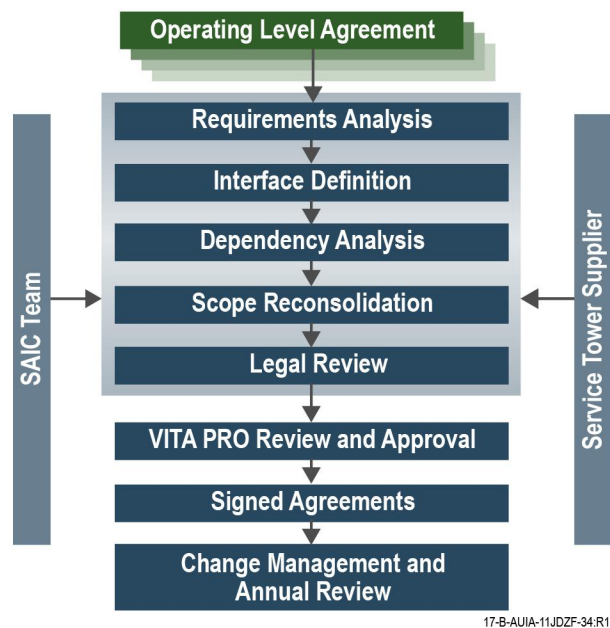 Operating Level Agreement
Requirements Analysis
Interface Definition
Dependency Analysis
Scope Reconsolidation
Legal Review
SAIC Team
Service Tower Supplier
VITA PRO Review and Approval
Signed Agreements
Change Management and
Annual Review
17-B-AUIA-11JDZF-34:R1